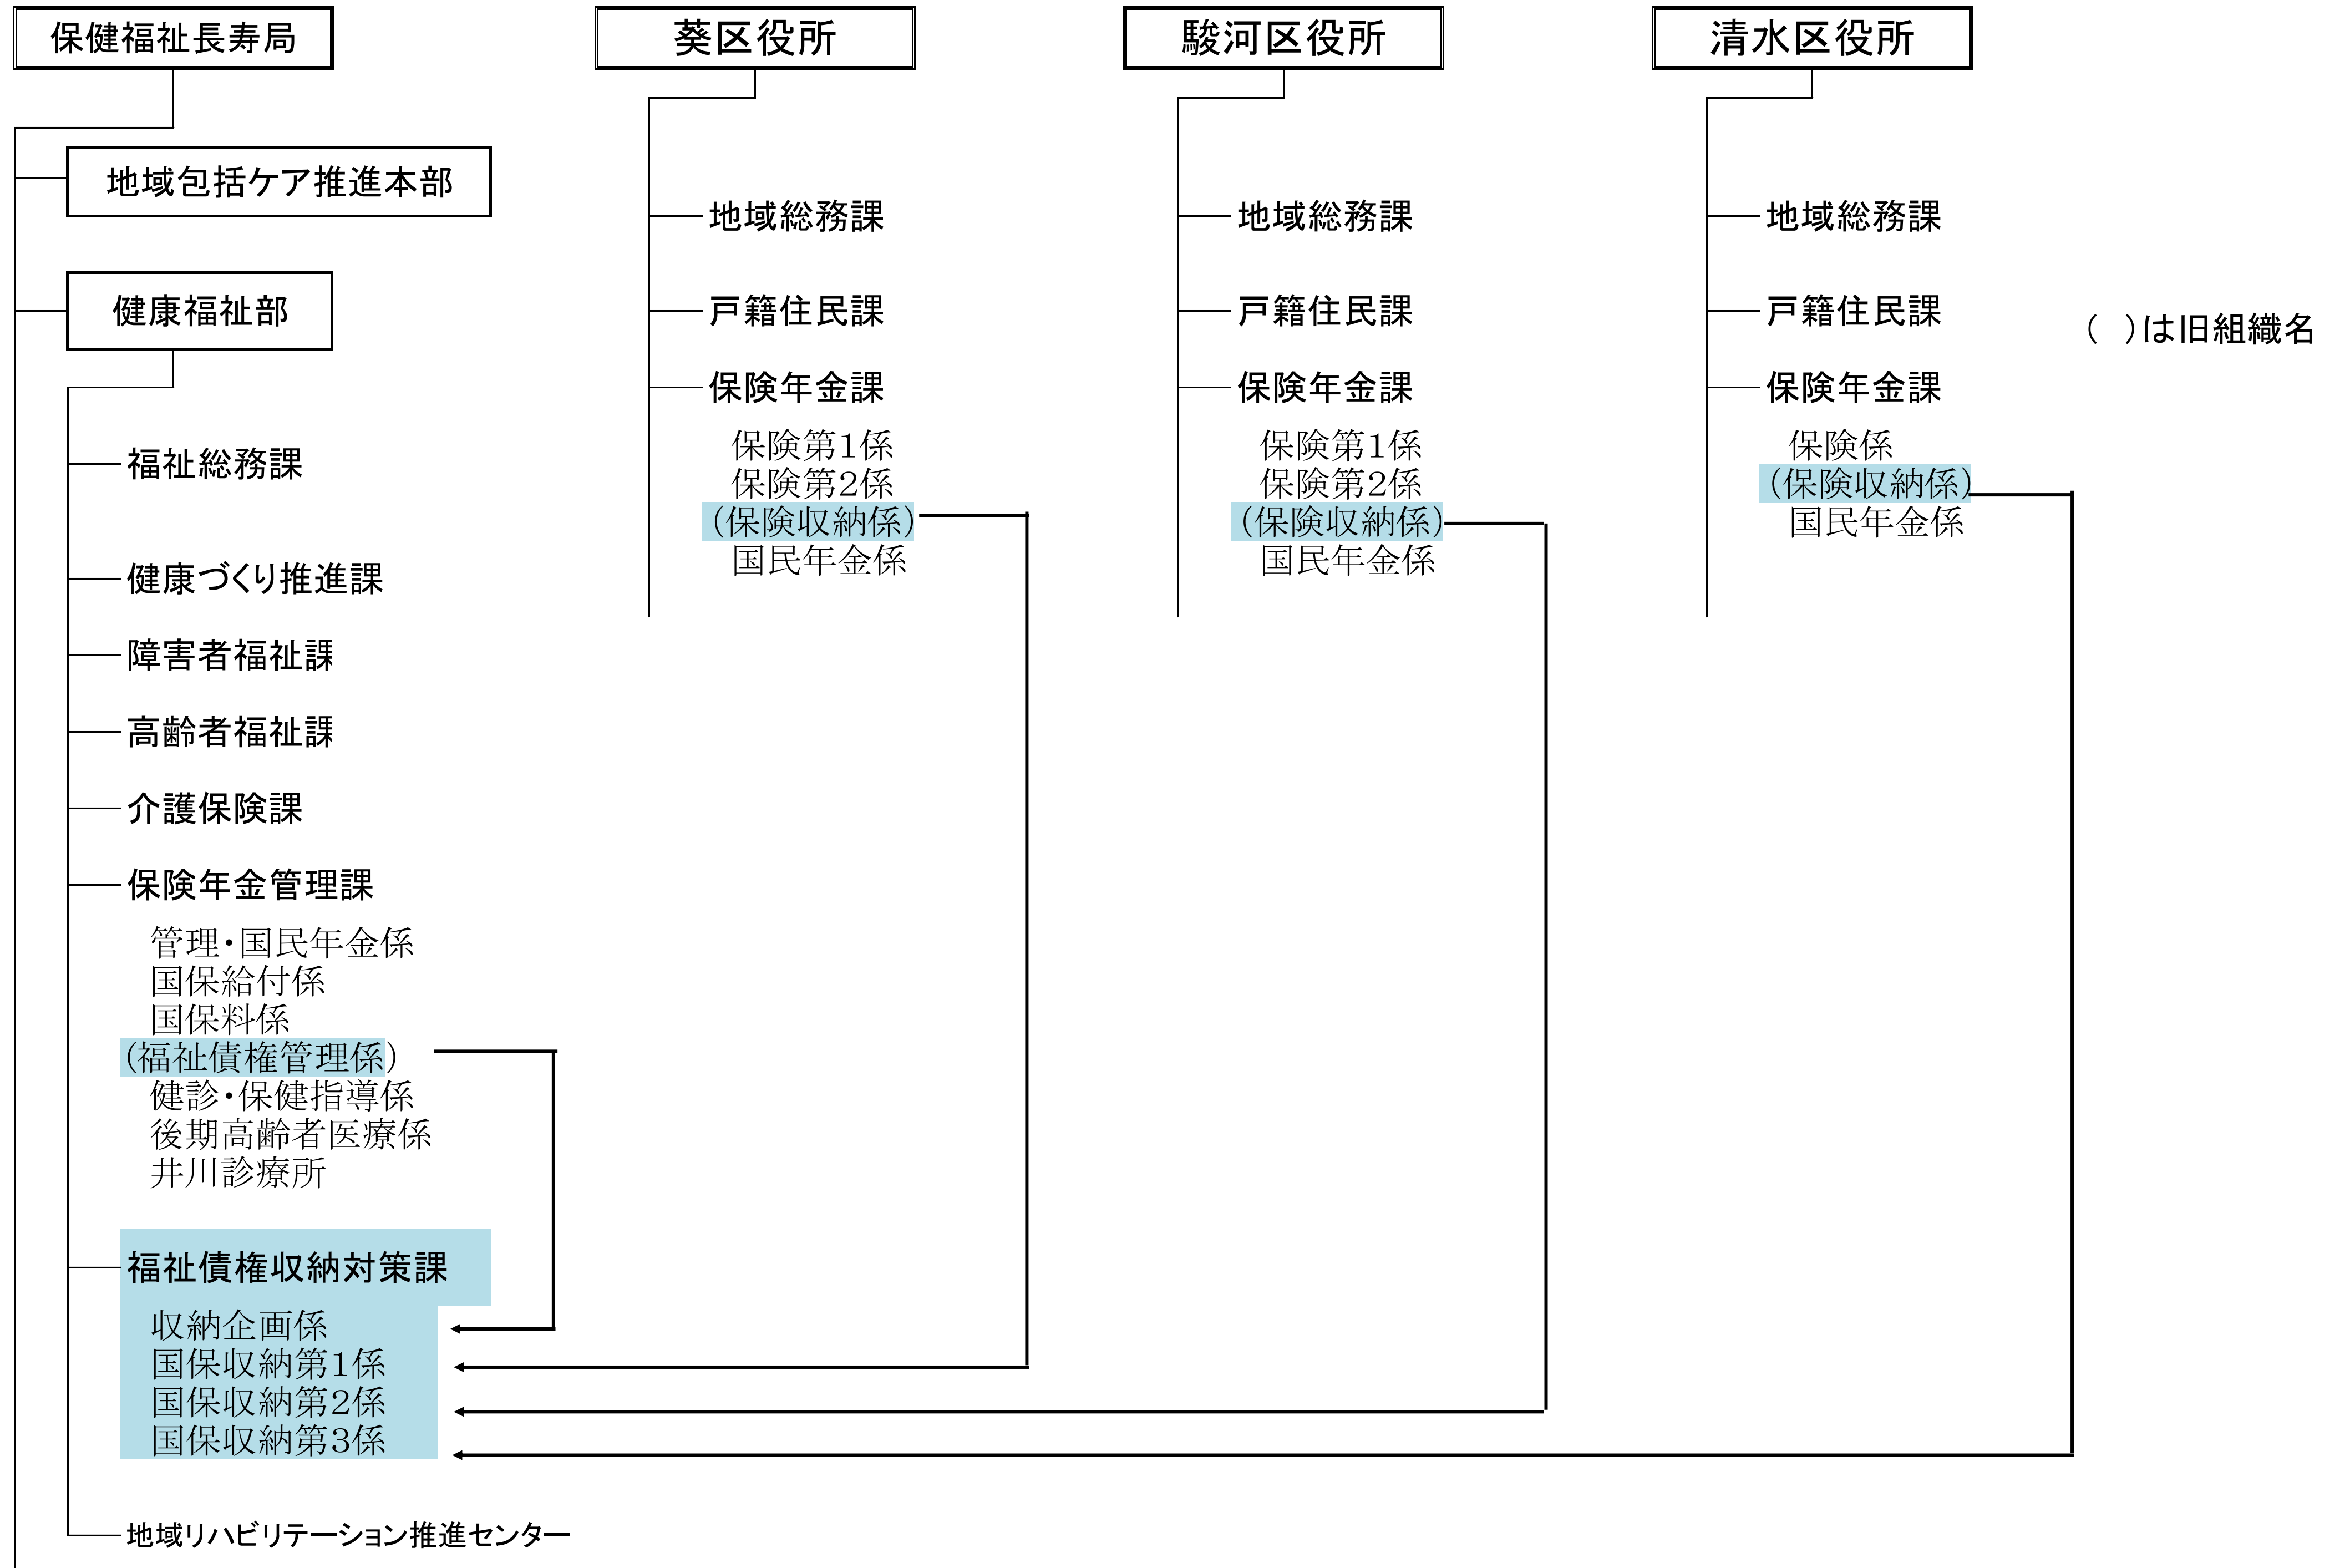 保健福祉長寿局
地域包括ケア推進本部
健康福祉部
福祉総務課
健康づくり推進課
障害者福祉課
高齢者福祉課
介護保険課
保険年金管理課
管理・国民年金係
国保給付係
国保料係
(福祉債権管理係)
健診・保健指導係
後期高齢者医療係
井川診療所
福祉債権収納対策課
収納企画係
国保収納第1係
国保収納第2係
国保収納第3係
地域リハビリテーション推進センター
葵区役所
地域総務課
戸籍住民課
保険年金課
保険第1係
保険第2係
(保険収納係)
国民年金係
駿河区役所
地域総務課
戸籍住民課
保険年金課
保険第1係
保険第2係
(保険収納係)
国民年金係
清水区役所
地域総務課
戸籍住民課
保険年金課
保険係
(保険収納係)
国民年金係
(　)は旧組織名